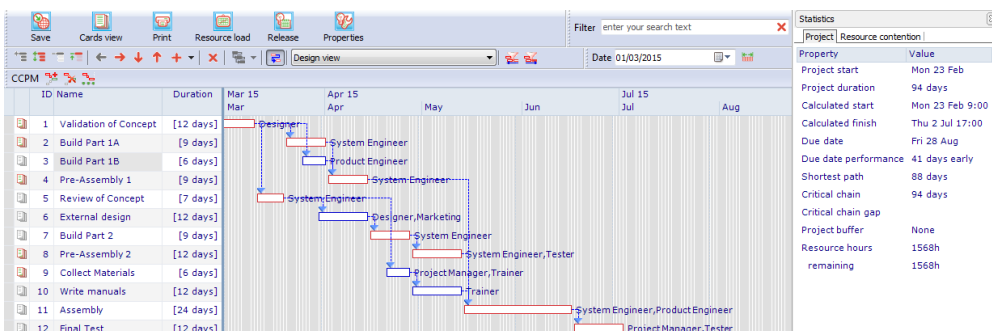 Save Cards view Print Resource load Release Properties
Filter enter your search text
Design view
Date 01/03/2015
CCPM
ID Name Duration Mar 15 Apr 15 Jul 15
Mar Apr May Jun Jul Aug
1 Validation of Concept [12 days] Designer
2 Build Part 1A [9 days] System Engineer
3 Build Part 1B [6 days] Product Engineer
4 Pre-Assembly 1 [9 days] System Engineer
5 Review of Concept [7 days] System Engineer
6 External design [12 days] Designer,Marketing
7 Build Part 2 [9 days] System Engineer
8 Pre-Assembly 2 [12 days] System Engineer,Tester
9 Collect Materials [6 days] Project Manager,Trainer
10 Write manuals [12 days] Trainer
11 Assembly [24 days] System Engineer,Product Engineer
12 Final Test [12 days] Project Manager,Tester
Statistics
Project Resource contention
Property Value
Project start Mon 23 Feb
Project duration 94 days
Calculated start Mon 23 Feb 9:00
Calculated finish Thu 2 Jul 17:00
Due date Fri 28 Aug
Due date performance 41 days early
Shortest path 88 days
Critical chain 94 days
Critical chain gap
Project buffer None
Resource hours 1568h
remaining 1568h